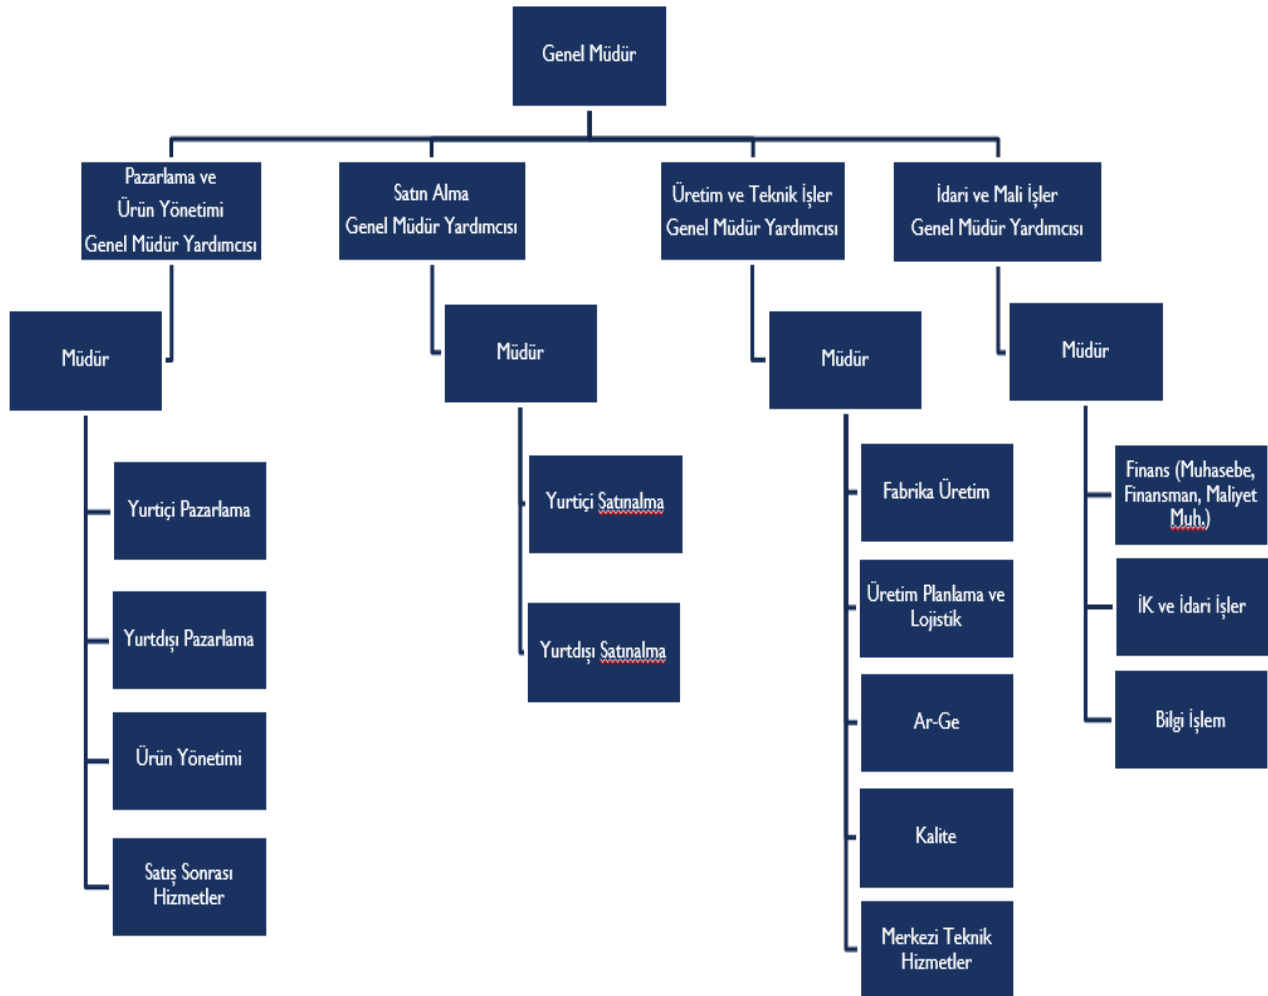 Genel Müdür
Pazarlama ve
Ürün Yönetimi
Genel Müdür Yardımcısı
Satın Alma
Genel Müdür Yardımcısı
Üretim ve Teknik İşler
Genel Müdür Yardımcısı
İdari ve Mali İşler
Genel Müdür Yardımcısı
Müdür
Müdür
Müdür
Müdür
Yurtiçi Pazarlama
Yurtdışı Pazarlama
Ürün Yönetimi
Satış Sonrası
Hizmetler
Yurtiçi Satınalma
Yurtdışı Satınalma
Fabrika Üretim
Üretim Planlama ve
Lojistik
Ar-Ge
Kalite
Merkezi Teknik
Hizmetler
Finans (Muhasebe,
Finansman, Maliyet
Muh.)
İK ve İdari İşler
Bilgi İşlem